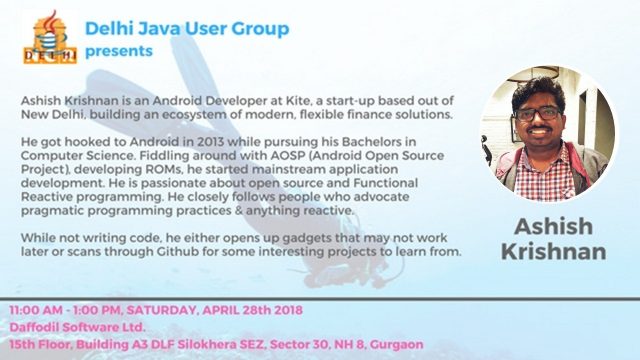 Delhi Java User Group
presents
DELHI
Ashish Krishnan is an Android Developer at Kite, a start-up based out of
New Delhi, building an ecosystem of modern, flexible finance solutions.
He got hooked to Android in 2013 while pursuing his Bachelors in
Computer Science. Fiddling around with AOSP (Android Open Source
Project), developing ROMs, he started mainstream application
development. He is passionate about open source and Functional
Reactive programming. He closely follows people who advocate
pragmatic programming practices & anything reactive.
While not writing code, he either opens up gadgets that may not work
later or scans through Github for some interesting projects to learn from.
Ashish
Krishnan
11:00 AM - 1:00 PM, SATURDAY, APRIL 28th 2018
Daffodil Software Ltd.
15th Floor, Building A3 DLF Silokhera SEZ, Sector 30, NH 8, Gurgaon